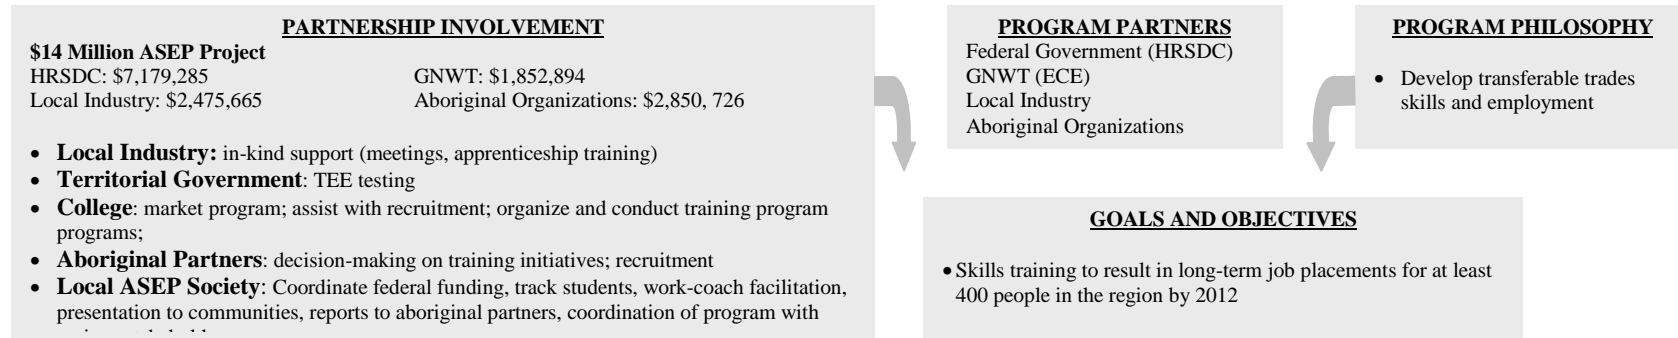 PARTNERSHIP INVOLVEMENT
$14 Million ASEP Project
HRSDC: $7,179,285 GNWT: $1,852,894
Local Industry: $2,475,665 Aboriginal Organizations: $2,850, 726
• Local Industry: in-kind support (meetings, apprenticeship training)
• Territorial Government: TEE testing
• College: market program; assist with recruitment; organize and conduct training program
programs;
• Aboriginal Partners: decision-making on training initiatives; recruitment
• Local ASEP Society: Coordinate federal funding, track students, work-coach facilitation,
presentation to communities, reports to aboriginal partners, coordination of program with
PROGRAM PARTNERS
Federal Government (HRSDC)
GNWT (ECE)
Local Industry
Aboriginal Organizations
PROGRAM PHILOSOPHY
• Develop transferable trades
skills and employment
GOALS AND OBJECTIVES
• Skills training to result in long-term job placements for at least
400 people in the region by 2012